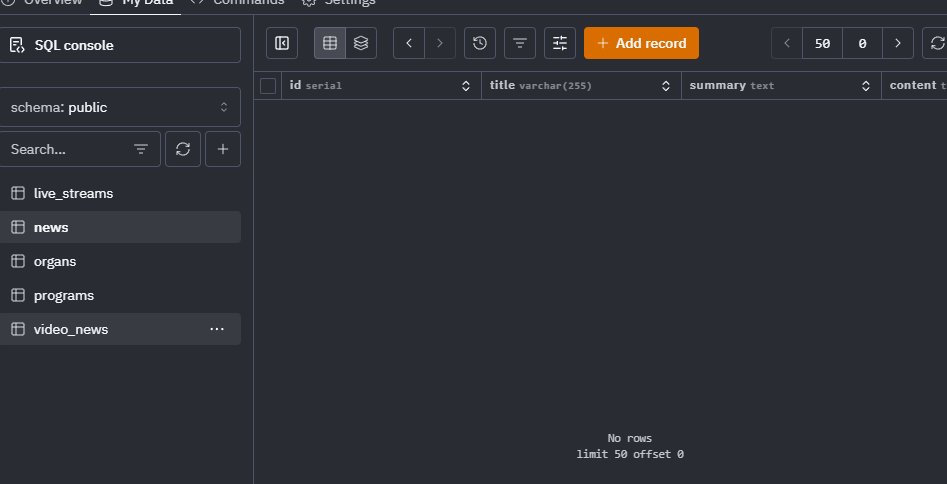 Overview My Data Commands Settings
SQL console
schema: public
Search...
live_streams
news
organs
programs
video_news
Add record
50 0
id serial
title varchar(255)
summary text
content t
No rows
limit 50 offset 0